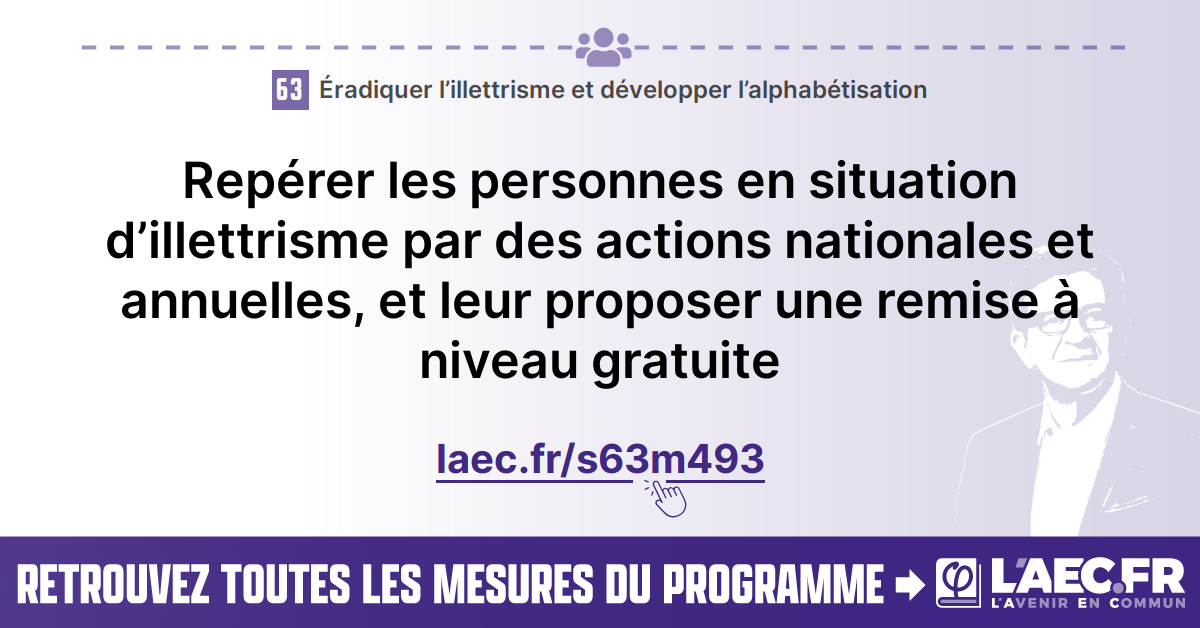 63 Éradiquer l’illettrisme et développer l’alphabétisation
Repérer les personnes en situation
d’illettrisme par des actions nationales et
annuelles, et leur proposer une remise à
niveau gratuite
laec.fr/s63m493
RETROUVEZ TOUTES LES MESURES DU PROGRAMME φ L’AEC.FR
L’AVENIR EN COMMUN